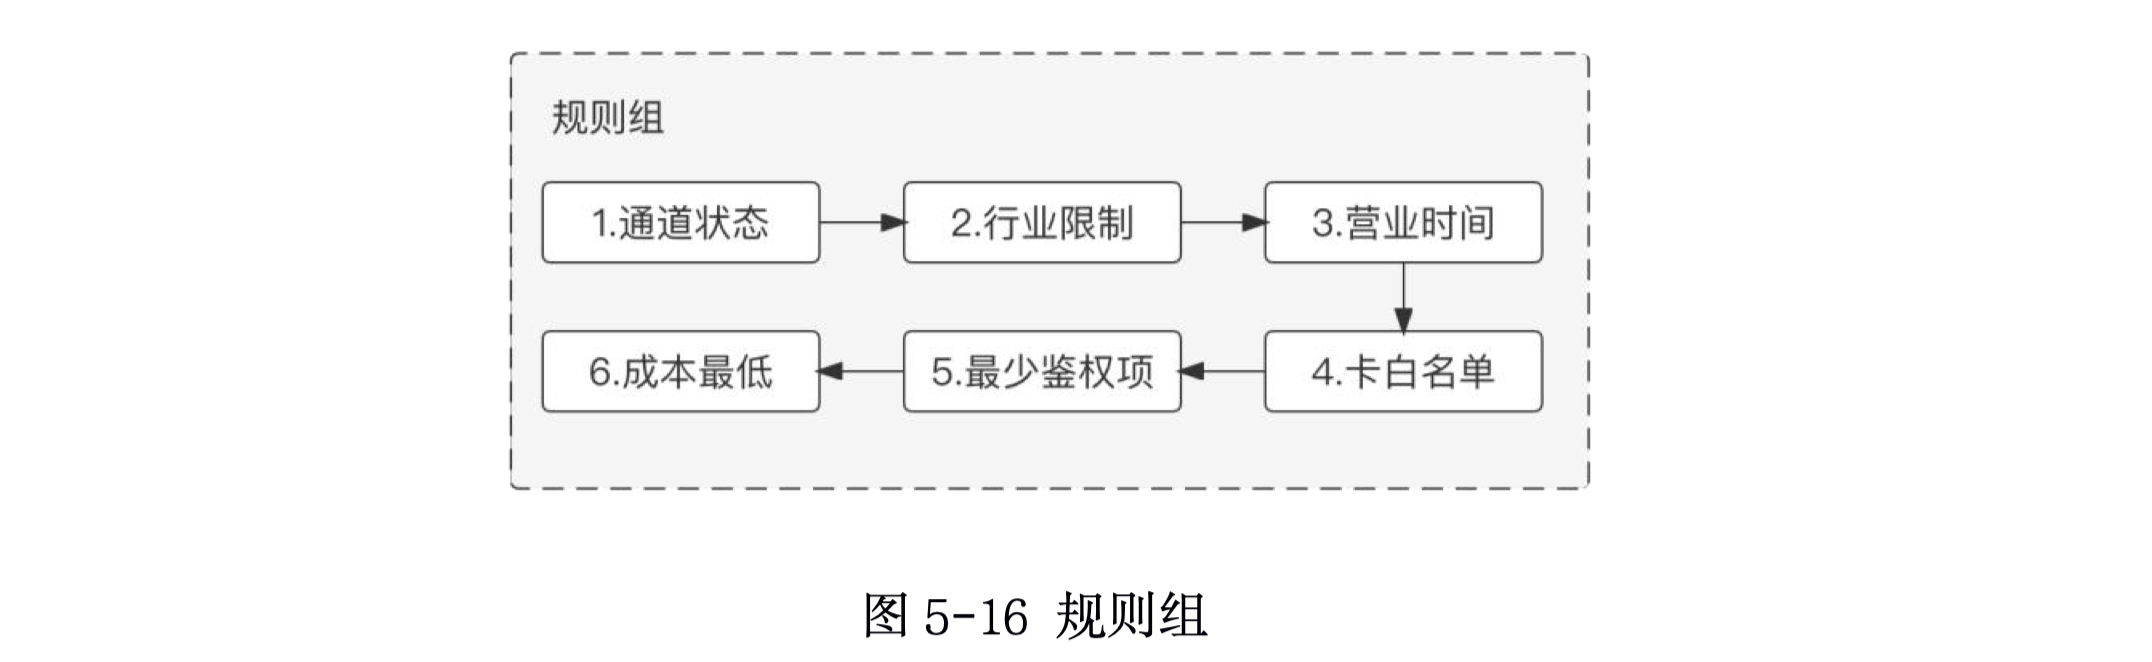 规则组
1.通道状态
2.行业限制
3.营业时间
4.卡白名单
5.最少鉴权项
6.成本最低
图 5-16 规则组